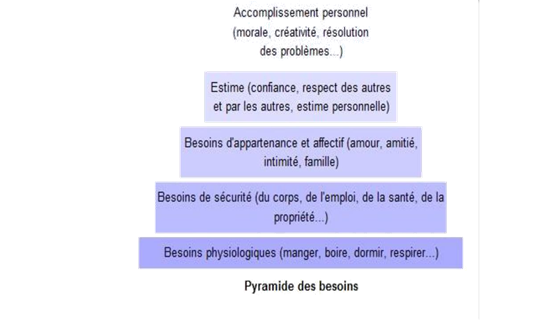 Accomplissement personnel
(morale, créativité, résolution
des problèmes...)
Estime (confiance, respect des autres
et par les autres, estime personnelle)
Besoins d'appartenance et affectif (amour, amitié,
intimité, famille)
Besoins de sécurité (du corps, de l'emploi, de la santé, de la
propriété...)
Besoins physiologiques (manger, boire, dormir, respirer...)
Pyramide des besoins